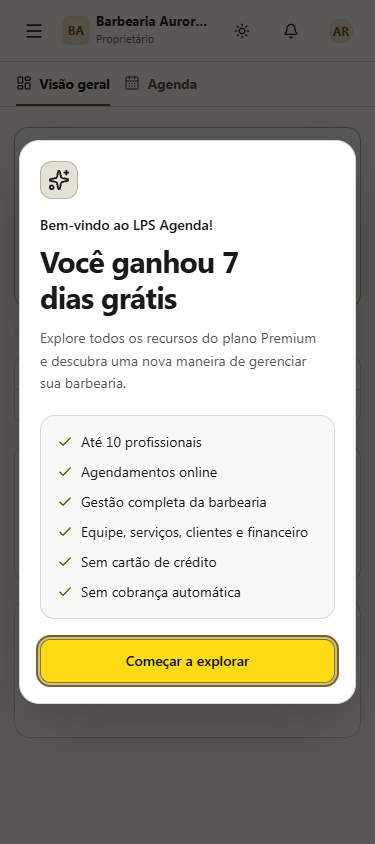 BA
Barbearia Auror...
Proprietário
AR
Visão geral
Agenda
Bem-vindo ao LPS Agenda!
Você ganhou 7
dias grátis
Explore todos os recursos do plano Premium
e descubra uma nova maneira de gerenciar
sua barbearia.
Até 10 profissionais
Agendamentos online
Gestão completa da barbearia
Equipe, serviços, clientes e financeiro
Sem cartão de crédito
Sem cobrança automática
Começar a explorar